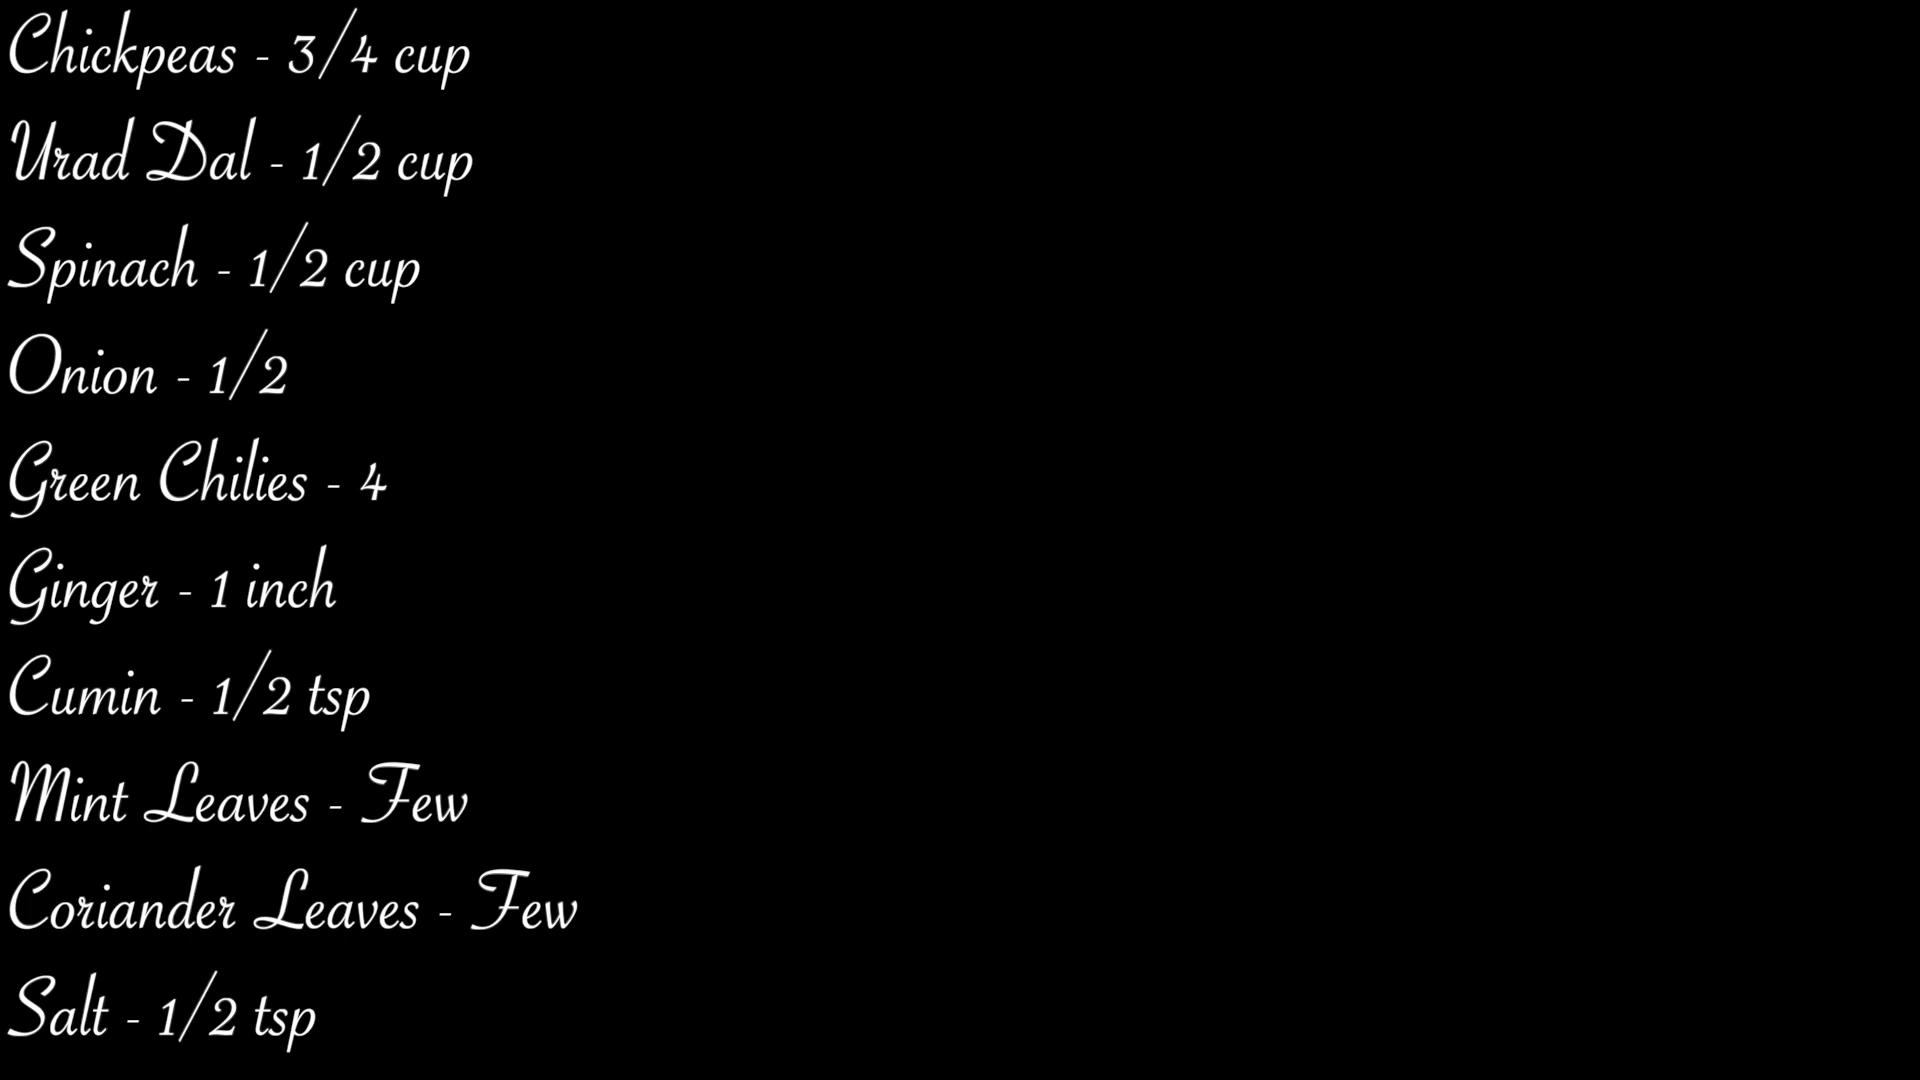 Chickpeas - 3/4 cup
Urad Dal - 1/2 cup
Spinach - 1/2 cup
Onion - 1/2
Green Chilies - 4
Ginger - 1 inch
Cumin - 1/2 tsp
Mint Leaves - Few
Coriander Leaves - Few
Salt - 1/2 tsp